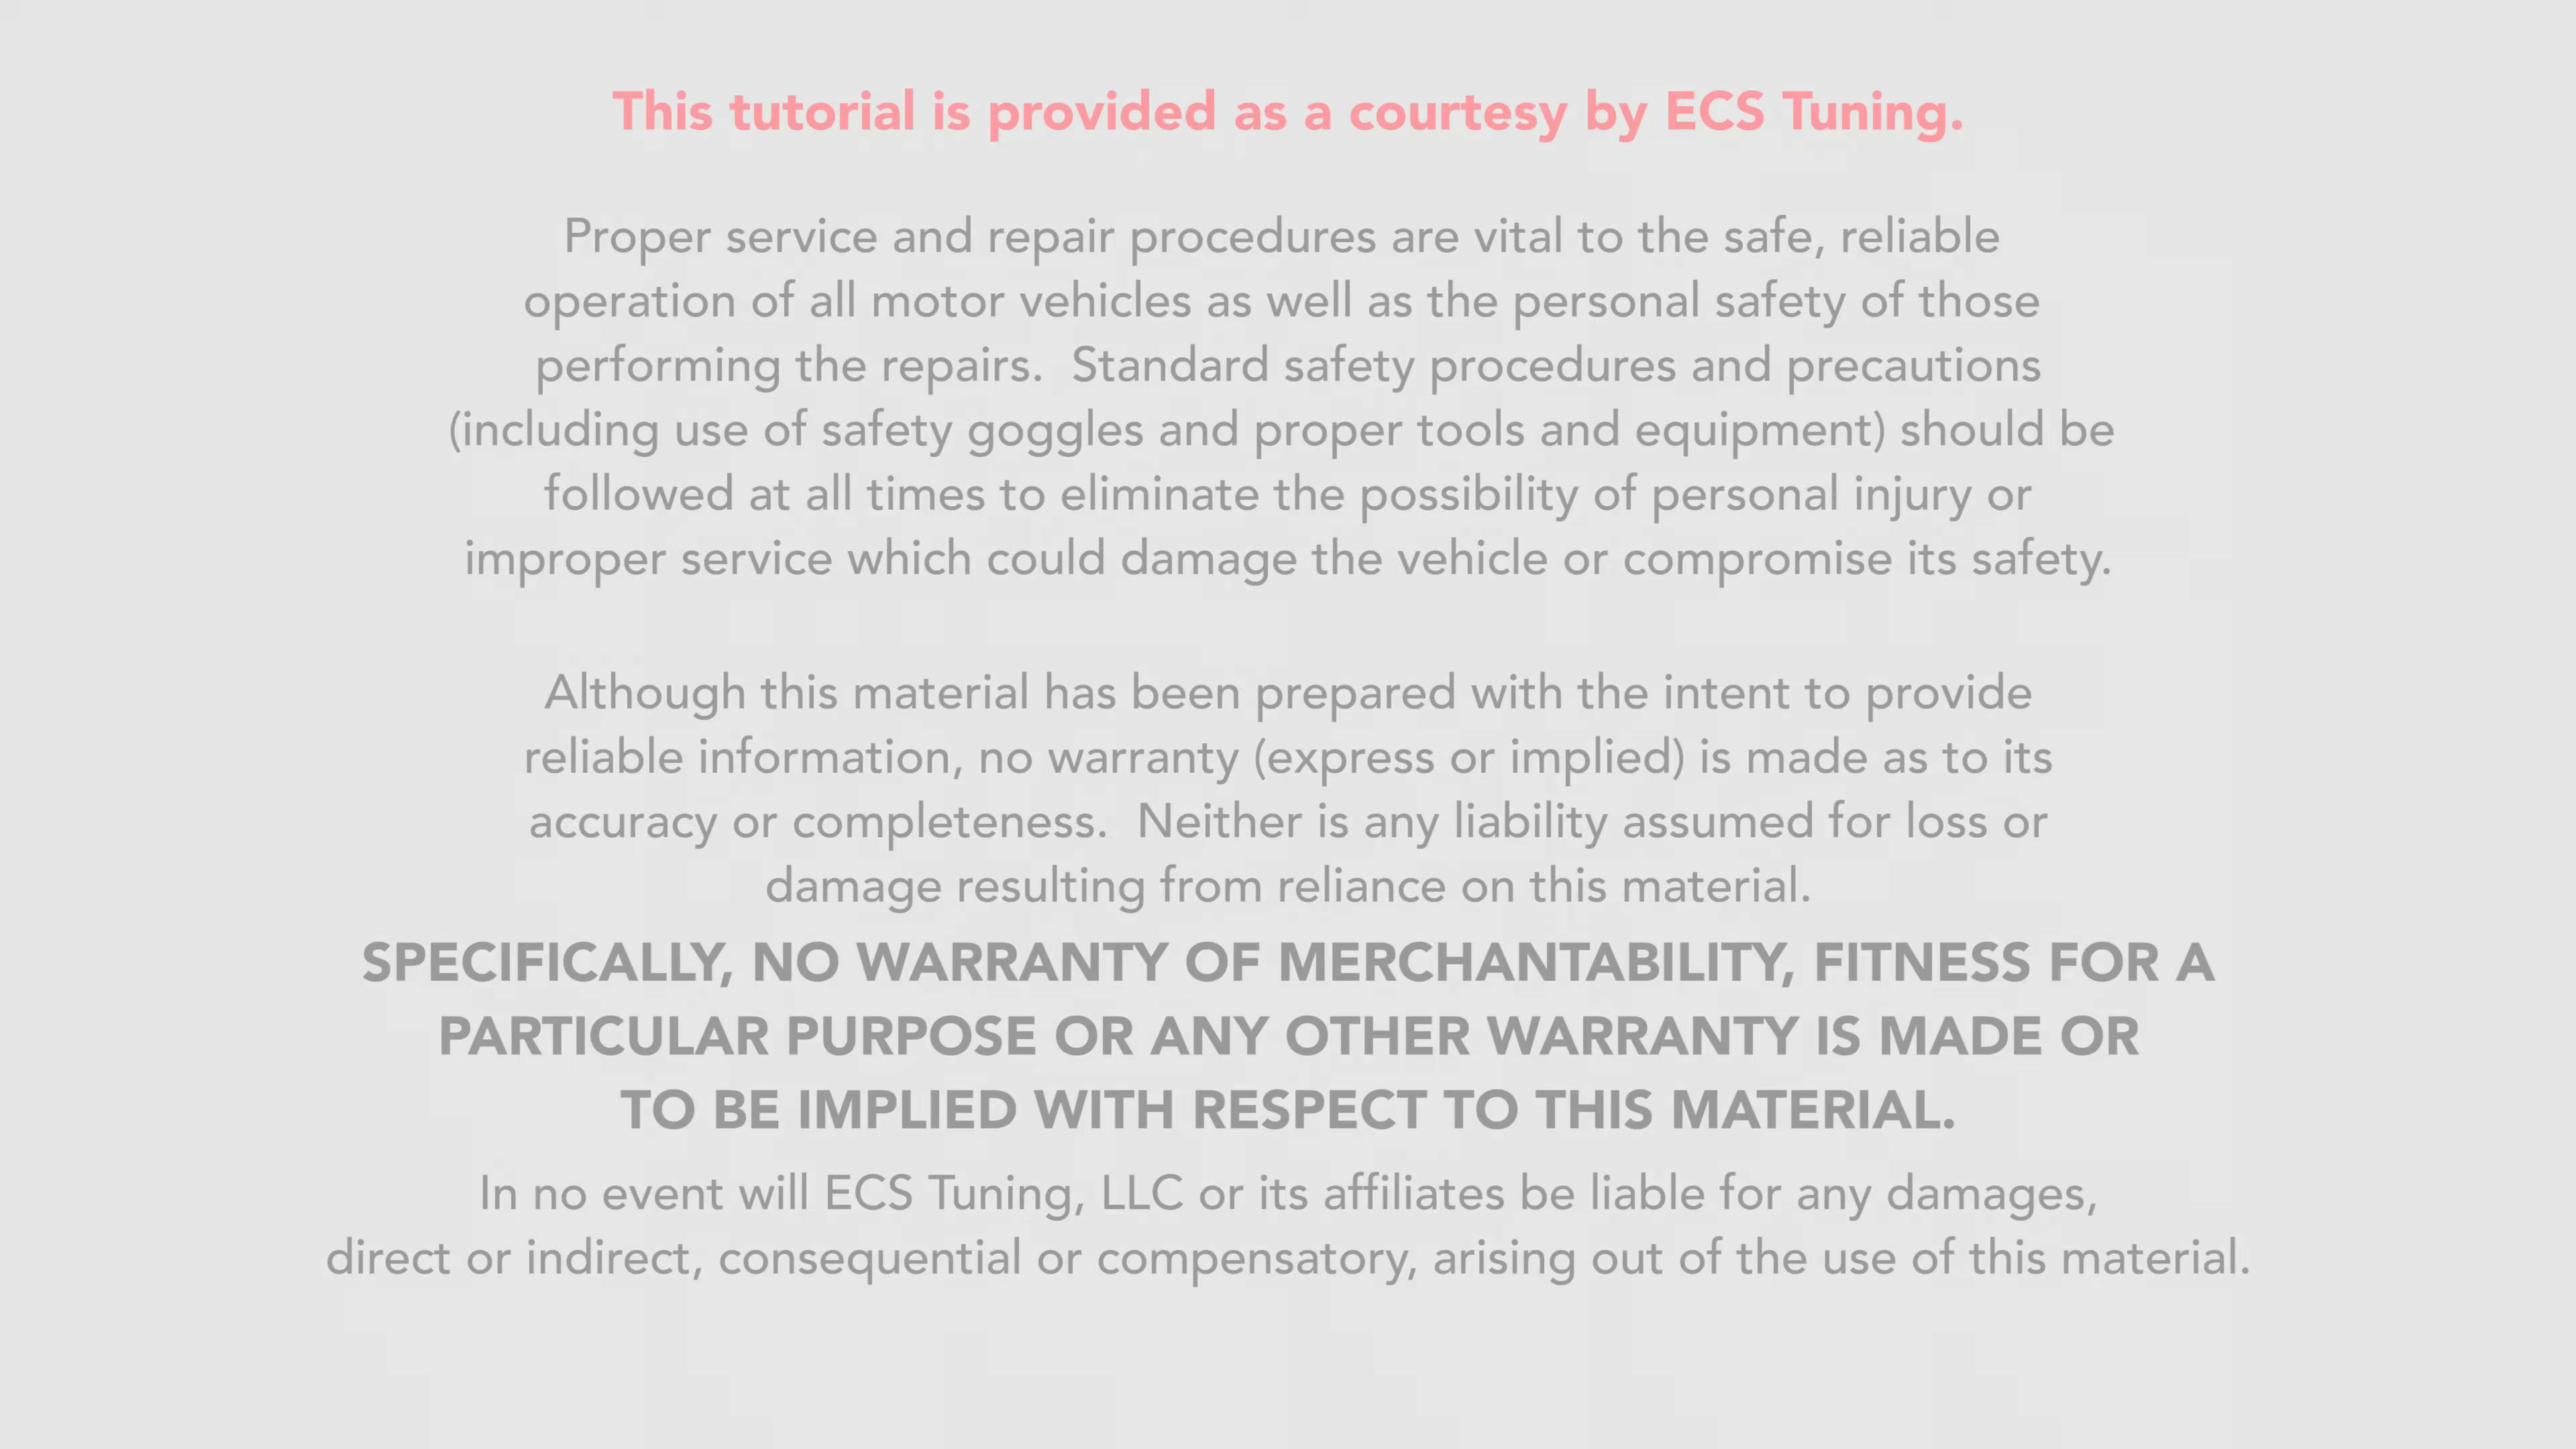 This tutorial is provided as a courtesy by ECS Tuning.
Proper service and repair procedures are vital to the safe, reliable
operation of all motor vehicles as well as the personal safety of those
performing the repairs.  Standard safety procedures and precautions
(including use of safety goggles and proper tools and equipment) should be
followed at all times to eliminate the possibility of personal injury or
improper service which could damage the vehicle or compromise its safety.
Although this material has been prepared with the intent to provide
reliable information, no warranty (express or implied) is made as to its
accuracy or completeness.  Neither is any liability assumed for loss or
damage resulting from reliance on this material.
SPECIFICALLY, NO WARRANTY OF MERCHANTABILITY, FITNESS FOR A
PARTICULAR PURPOSE OR ANY OTHER WARRANTY IS MADE OR
TO BE IMPLIED WITH RESPECT TO THIS MATERIAL.
In no event will ECS Tuning, LLC or its affiliates be liable for any damages,
direct or indirect, consequential or compensatory, arising out of the use of this material.